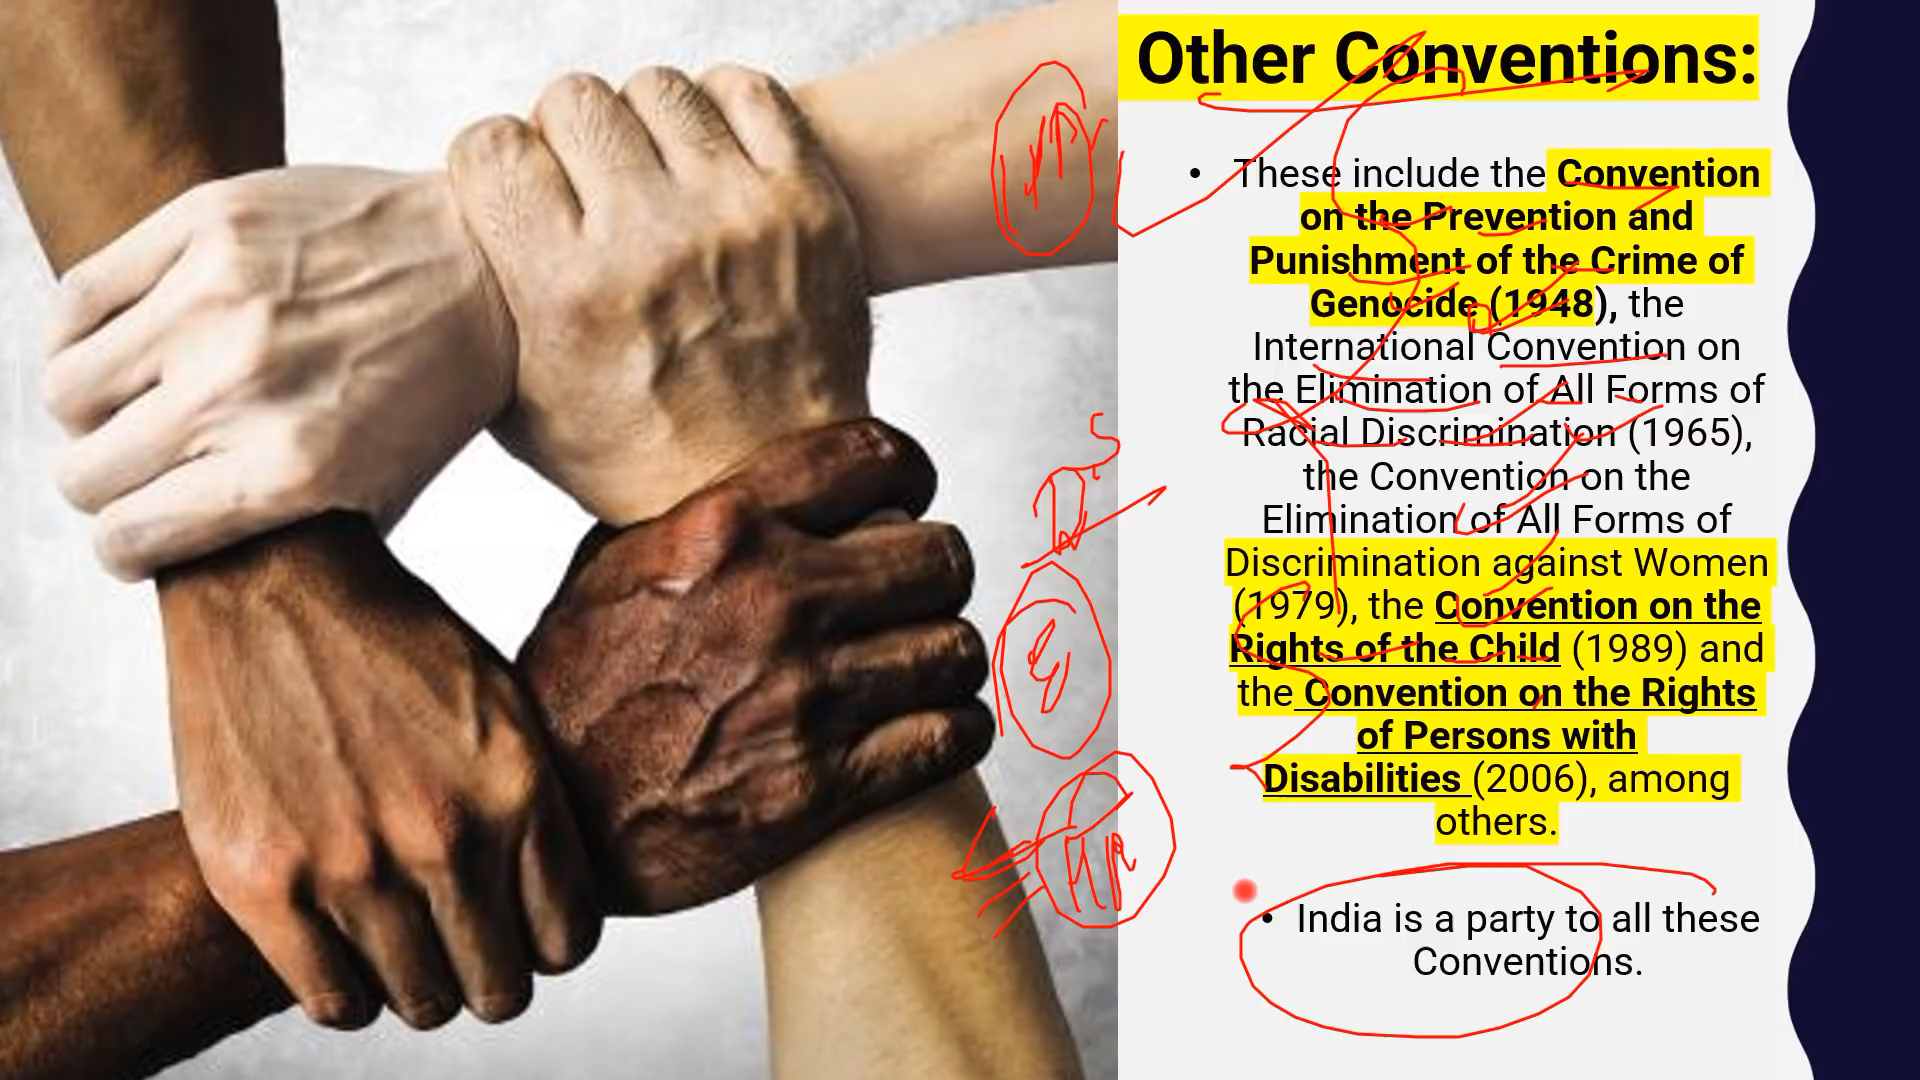 Other Conventions:
• These include the Convention
on the Prevention and
Punishment of the Crime of
Genocide (1948), the
International Convention on
the Elimination of All Forms of
Racial Discrimination (1965),
the Convention on the
Elimination of All Forms of
Discrimination against Women
(1979), the Convention on the
Rights of the Child (1989) and
the Convention on the Rights
of Persons with
Disabilities (2006), among
others.
• India is a party to all these
Conventions.
HR